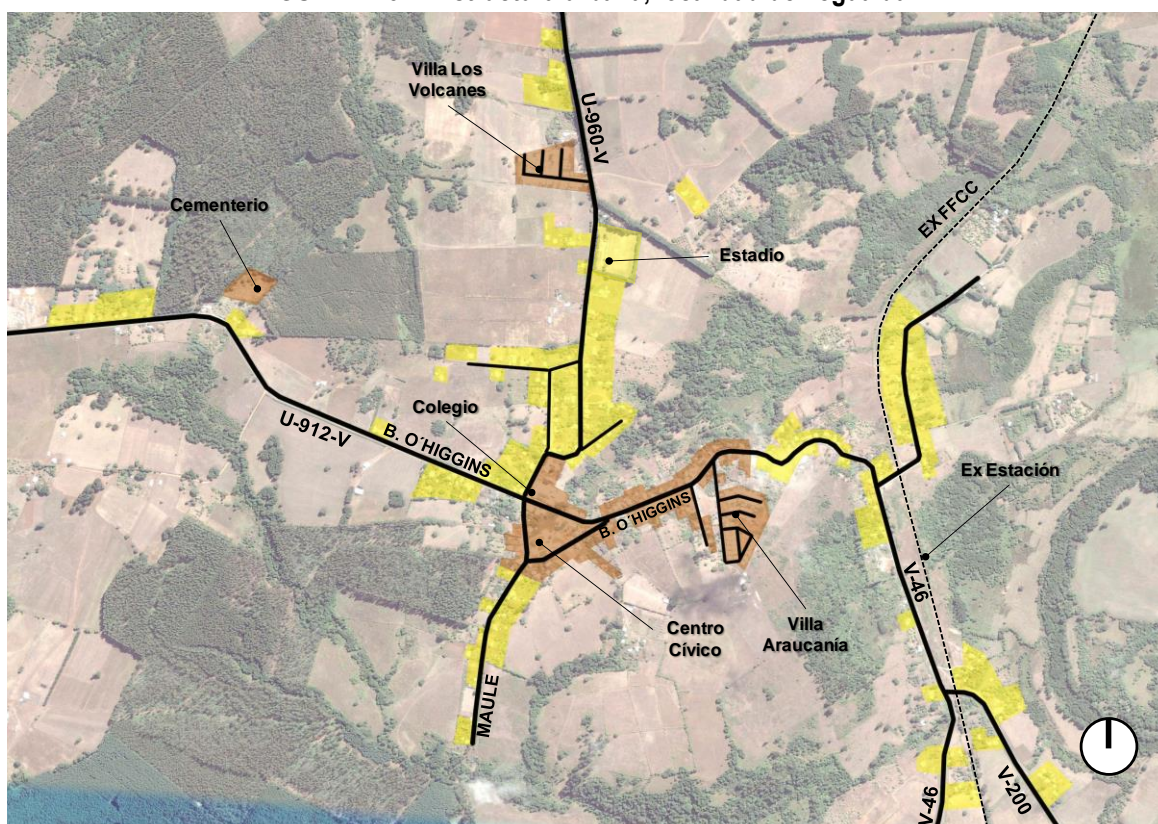 Villa Los
Volcanes
U-960-V
Cementerio
EX FFCC
Estadio
Colegio
U-912-V
B. O´HIGGINS
Ex Estación
B. O´HIGGINS
V-46
Centro
Cívico
Villa
Araucanía
MAULE
V-46
V-200